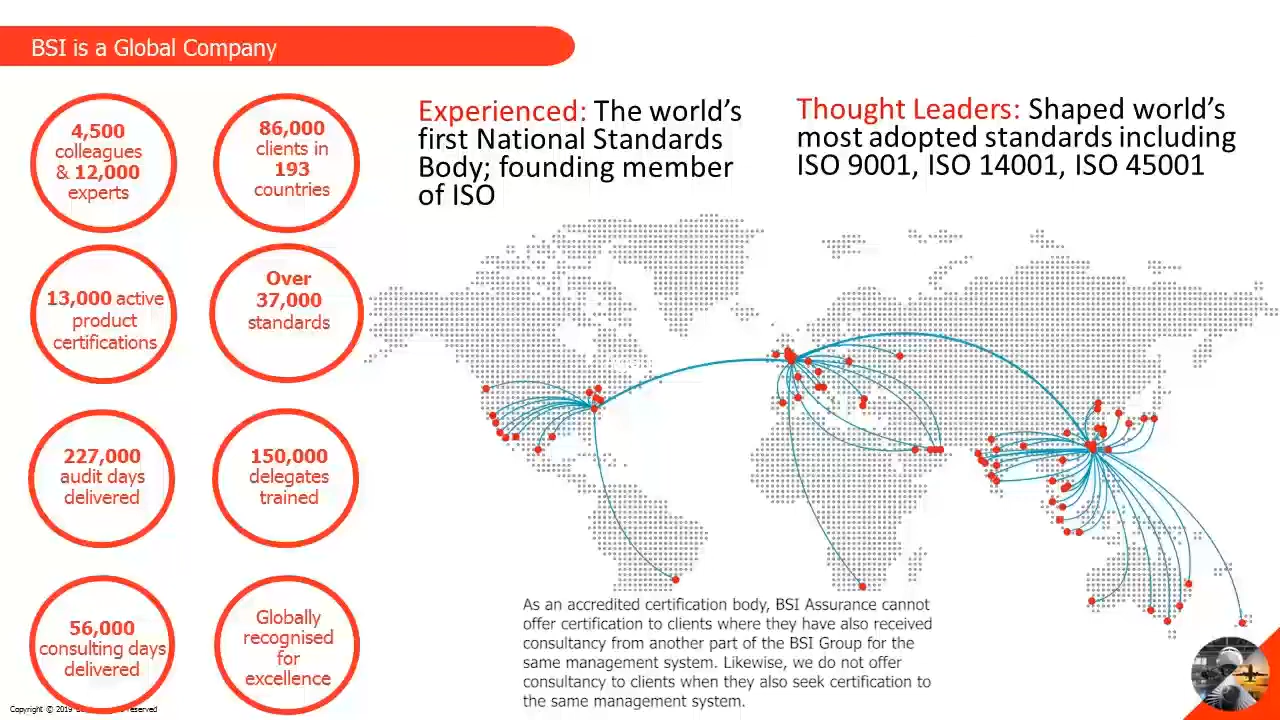 BSI is a Global Company
4,500
colleagues
& 12,000
experts
86,000
clients in
193
countries
13,000 active
product
certifications
Over
37,000
standards
227,000
audit days
delivered
150,000
delegates
trained
56,000
consulting days
delivered
Globally
recognised
for
excellence
Experienced: The world’s
first National Standards
Body; founding member
of ISO
Thought Leaders: Shaped world’s
most adopted standards including
ISO 9001, ISO 14001, ISO 45001
As an accredited certification body, BSI Assurance cannot
offer certification to clients where they have also received
consultancy from another part of the BSI Group for the
same management system. Likewise, we do not offer
consultancy to clients when they also seek certification to
the same management system.
Copyright © 2019 reserved